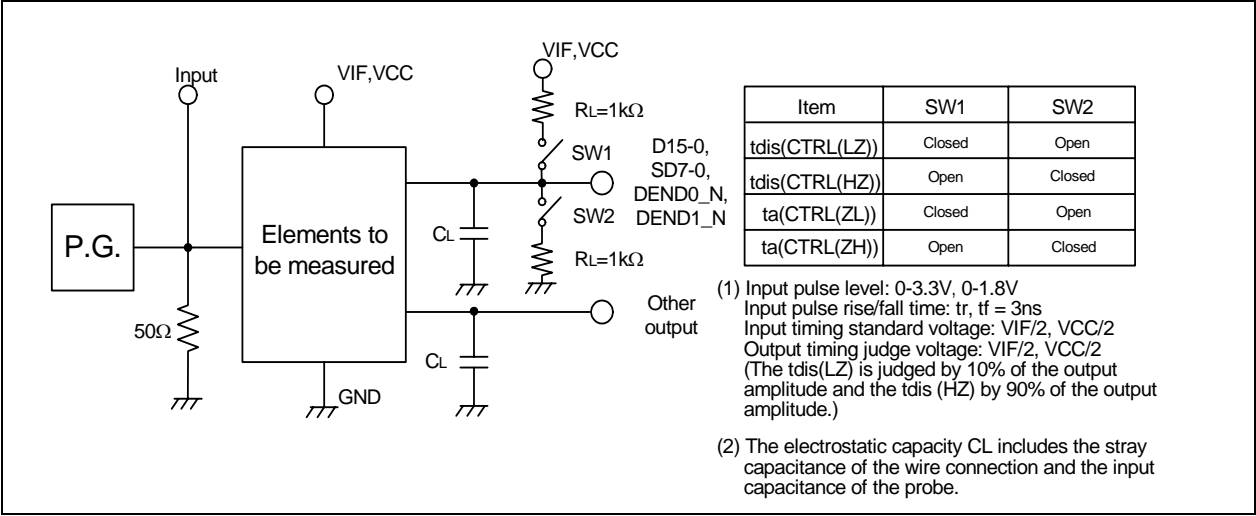 Input
VIF,VCC
VIF,VCC
RL=1kΩ
SW1
D15-0,
SD7-0,
DEND0_N,
DEND1_N
SW2
RL=1kΩ
CL
P.G.
Elements to
be measured
50Ω
GND
CL
Other
output
Item SW1 SW2
tdis(CTRL(LZ)) Closed Open
tdis(CTRL(HZ)) Open Closed
ta(CTRL(ZL)) Closed Open
ta(CTRL(ZH)) Open Closed
(1) Input pulse level: 0-3.3V, 0-1.8V
Input pulse rise/fall time: tr, tf = 3ns
Input timing standard voltage: VIF/2, VCC/2
Output timing judge voltage: VIF/2, VCC/2
(The tdis(LZ) is judged by 10% of the output
amplitude and the tdis (HZ) by 90% of the output
amplitude.)
(2) The electrostatic capacity CL includes the stray
capacitance of the wire connection and the input
capacitance of the probe.